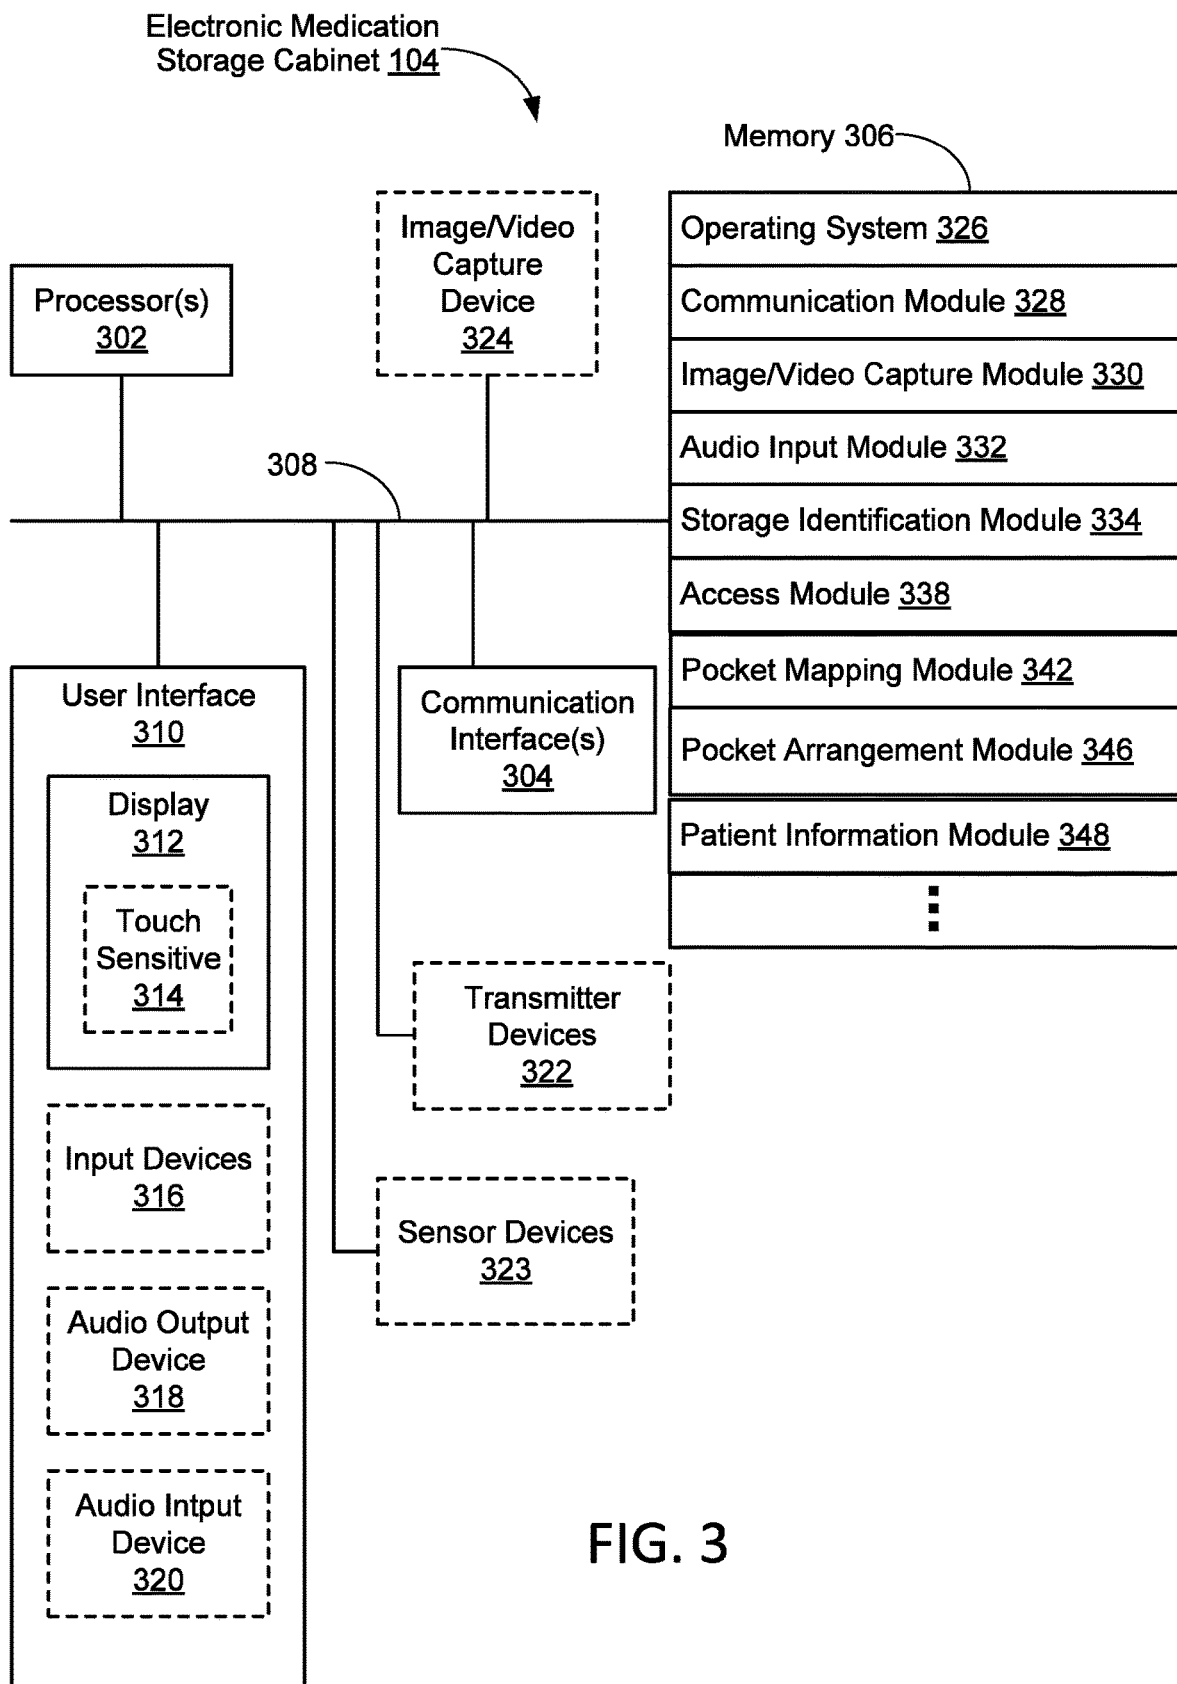 Electronic Medication
Storage Cabinet 104
Memory 306
Image/Video
Capture
Device
324
Processor(s)
302
Operating System 326
Communication Module 328
Image/Video Capture Module 330
Audio Input Module 332
Storage Identification Module 334
Access Module 338
Pocket Mapping Module 342
Pocket Arrangement Module 346
Patient Information Module 348
308
User Interface
310
Display
312
Touch
Sensitive
314
Input Devices
316
Audio Output
Device
318
Audio Intput
Device
320
Communication
Interface(s)
304
Transmitter
Devices
322
Sensor Devices
323
FIG. 3